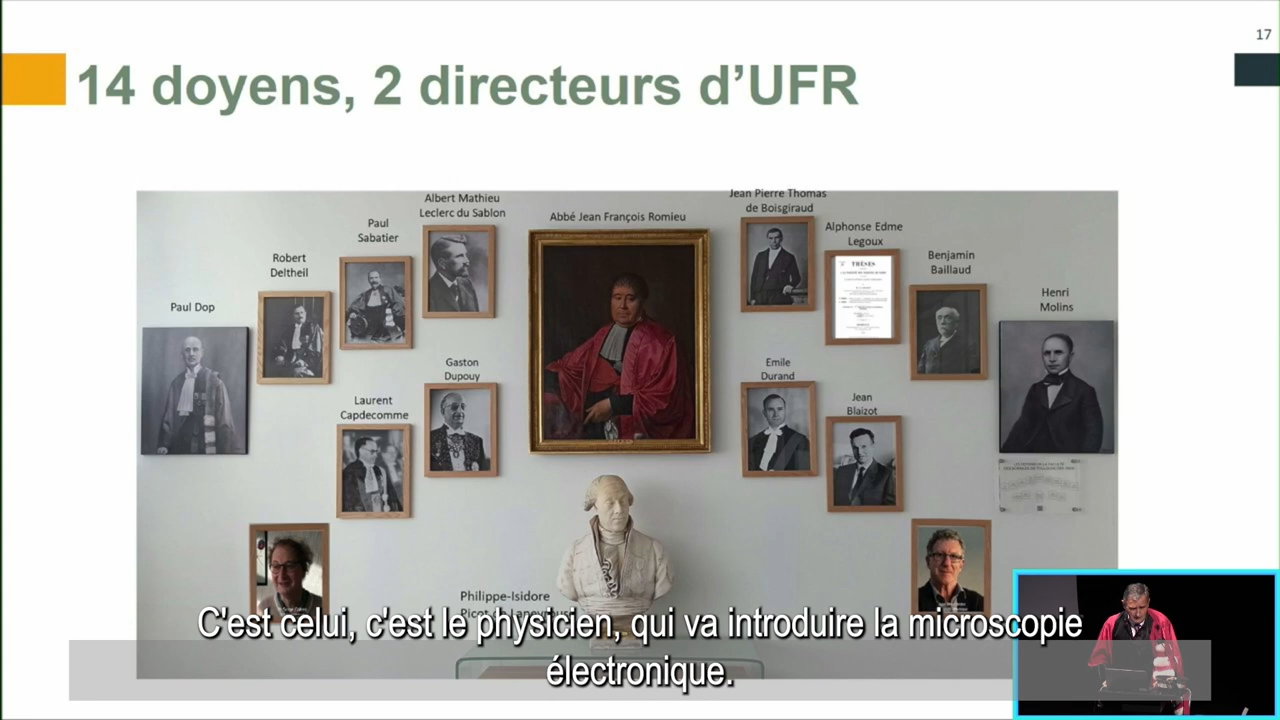 17
14 doyens, 2 directeurs d’UFR
Albert Mathieu
Leclerc du Sablon
Jean Pierre Thomas
de Boisgiraud
Paul
Sabatier
Abbé Jean François Romieu
Alphonse Edme
Legoux
Robert
Deltheil
Benjamin
Baillaud
Paul Dop
Henri
Molins
THÈSES
Gaston
Dupouy
Emile
Durand
Laurent
Capdecomme
Jean
Blaizot
Philippe-Isidore
C'est celui, c'est le physicien, qui va introduire la microscopie
électronique.